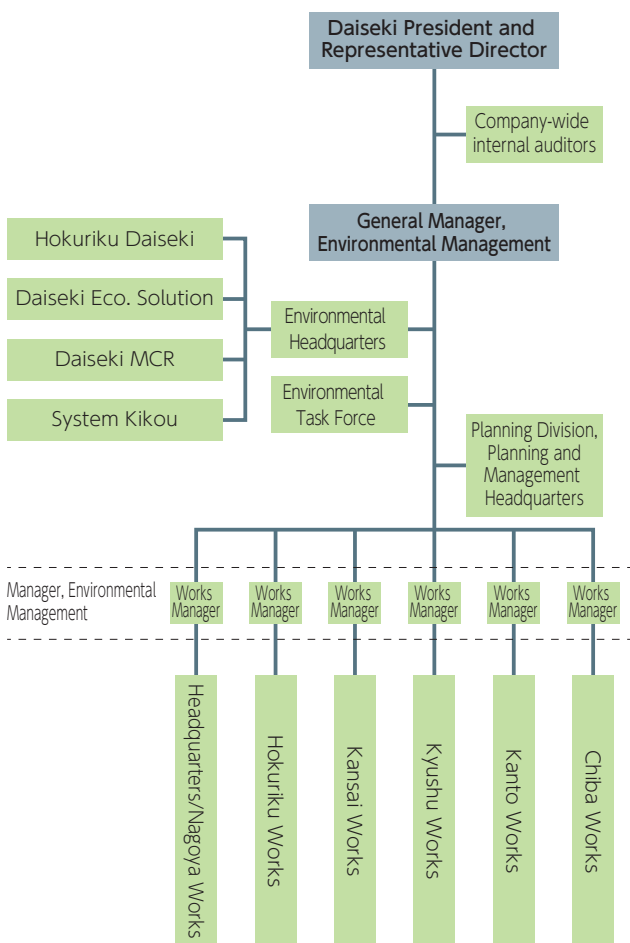 Daiseki President and
Representative Director
Company-wide
internal auditors
General Manager,
Environmental Management
Hokuriku Daiseki
Daiseki Eco. Solution
Daiseki MCR
System Kikou
Environmental
Headquarters
Environmental
Task Force
Planning Division,
Planning and
Management
Headquarters
Manager, Environmental
Management
Works
Manager
Works
Manager
Works
Manager
Works
Manager
Works
Manager
Works
Manager
Headquarters/Nagoya Works
Hokuriku Works
Kansai Works
Kyushu Works
Kanto Works
Chiba Works